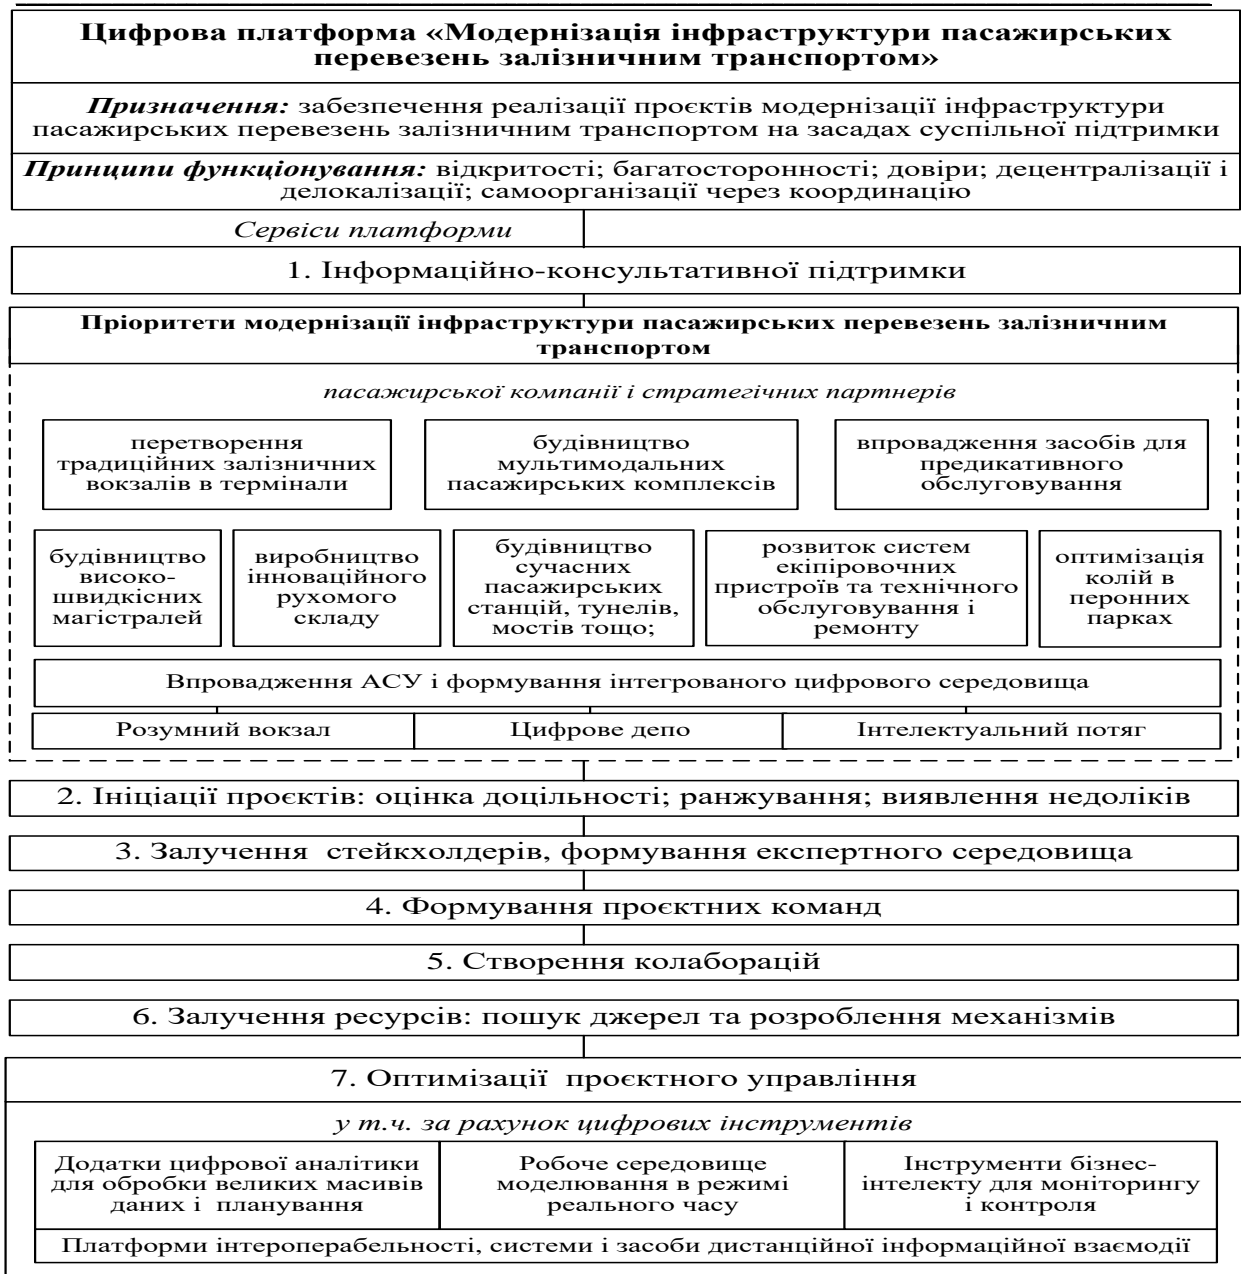 Цифрова платформа «Модернізація інфраструктури пасажирських
перевезень залізничним транспортом»
Призначення: забезпечення реалізації проєктів модернізації інфраструктури
пасажирських перевезень залізничним транспортом на засадах суспільної підтримки
Принципи функціонування: відкритості; багатосторонності; довіри; децентралізації і
делокалізації; самоорганізації через координацію
Сервіси платформи
1. Інформаційно-консультативної підтримки
Пріоритети модернізації інфраструктури пасажирських перевезень залізничним
транспортом
пасажирської компанії і стратегічних партнерів
перетворення
традиційних залізничних
вокзалів в термінали
будівництво
мультимодальних
пасажирських комплексів
впровадження засобів для
предикативного
обслуговування
будівництво
високо-
швидкісних
магістралей
виробництво
інноваційного
рухомого
складу
будівництво
сучасних
пасажирських
станцій, тунелів,
мостів тощо;
розвиток систем
екіпіровочних
пристроїв та технічного
обслуговування і
ремонту
оптимізація
колій в
перонних
парках
Впровадження АСУ і формування інтегрованого цифрового середовища
Розумний вокзал
Цифрове депо
Інтелектуальний потяг
2. Ініціації проєктів: оцінка доцільності; ранжування; виявлення недоліків
3. Залучення стейкхолдерів, формування експертного середовища
4. Формування проєктних команд
5. Створення колаборацій
6. Залучення ресурсів: пошук джерел та розроблення механізмів
7. Оптимізації проєктного управління
у т.ч. за рахунок цифрових інструментів
Додатки цифрової аналітики
для обробки великих масивів
даних і планування
Робоче середовище
моделювання в режимі
реального часу
Інструменти бізнес-
інтелекту для моніторингу
і контроля
Платформи інтероперабельності, системи і засоби дистанційної інформаційної взаємодії